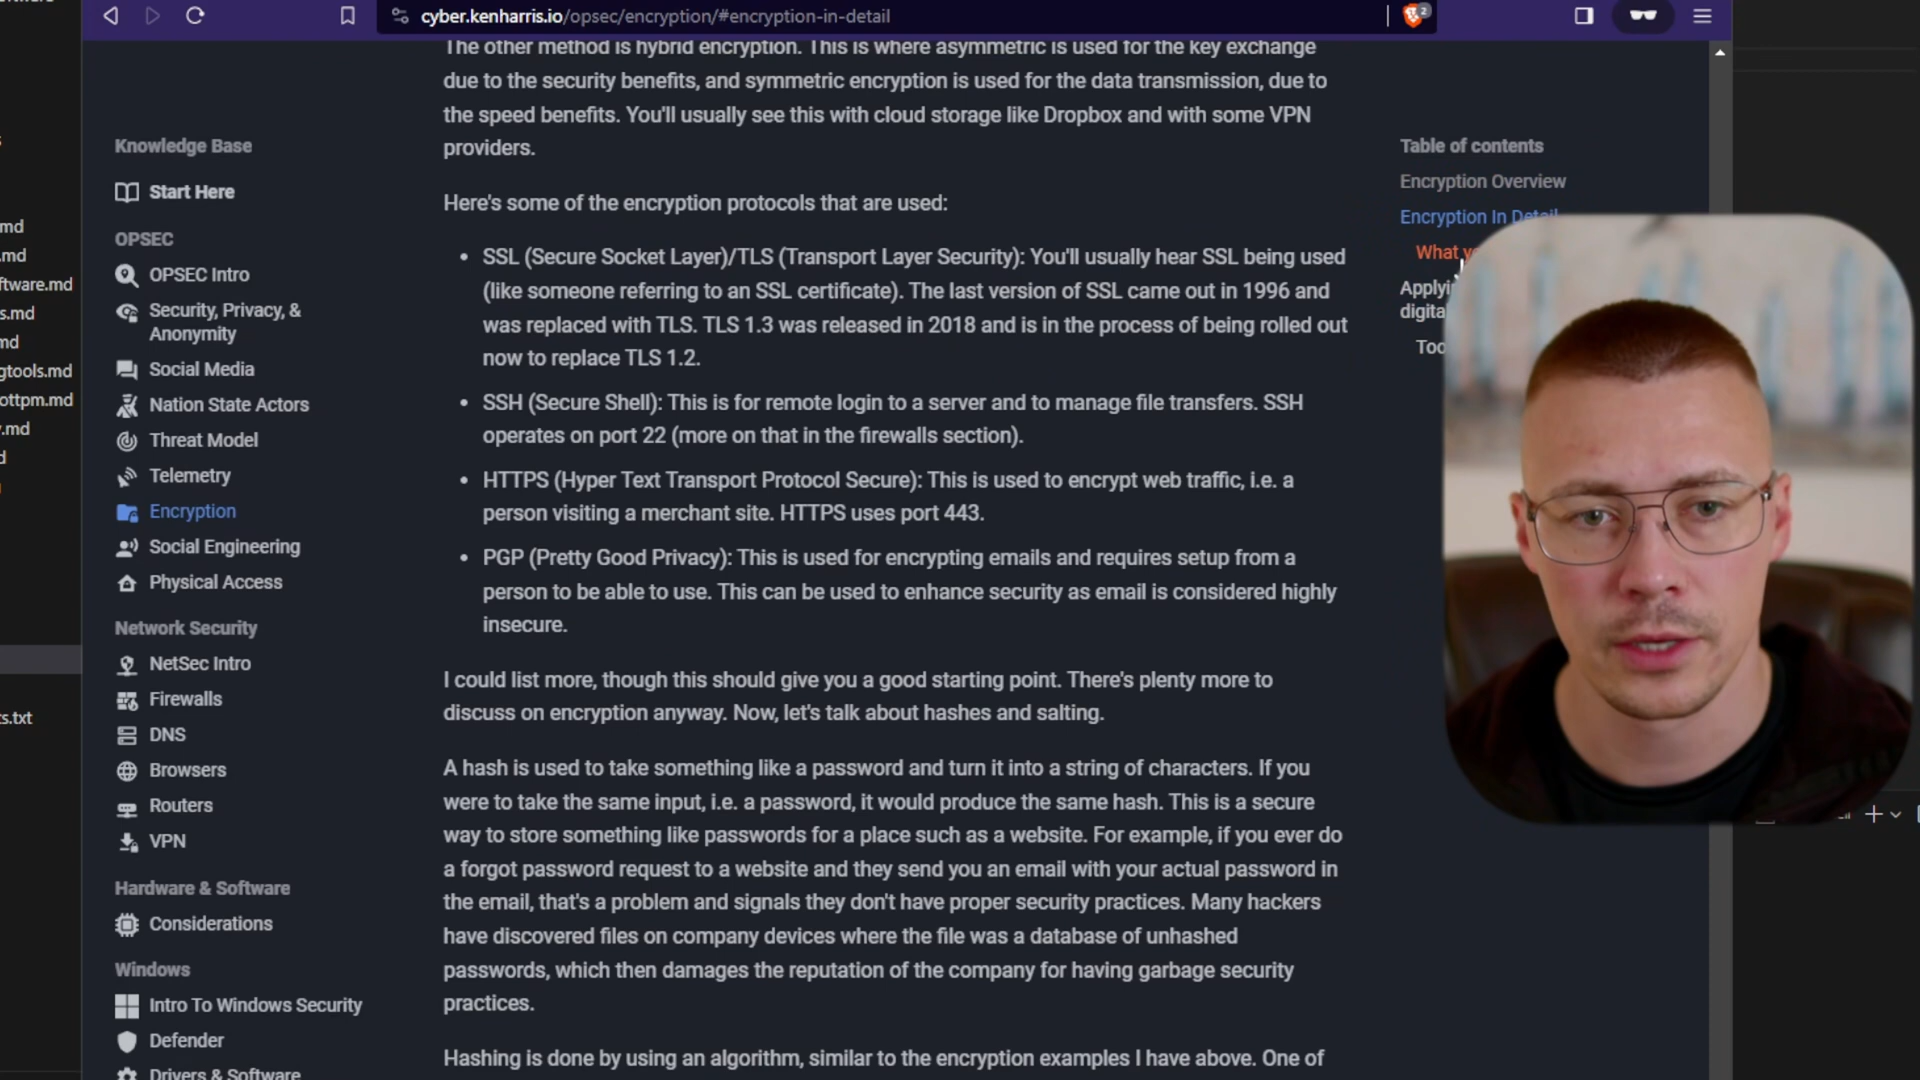 cyber.kenharris.io/opsec/encryption/#encryption-in-detail
2
.md
.md
ftware.md
s.md
md
gtools.md
ottpm.md
.md
ts.txt
Knowledge Base
Start Here
OPSEC
OPSEC Intro
Security, Privacy, &
Anonymity
Social Media
Nation State Actors
Threat Model
Telemetry
Encryption
Social Engineering
Physical Access
Network Security
NetSec Intro
Firewalls
DNS
Browsers
Routers
VPN
Hardware & Software
Considerations
Windows
Intro To Windows Security
Defender
Drivers & Software
The other method is hybrid encryption. This is where asymmetric is used for the key exchange
due to the security benefits, and symmetric encryption is used for the data transmission, due to
the speed benefits. You'll usually see this with cloud storage like Dropbox and with some VPN
providers.
Here's some of the encryption protocols that are used:
• SSL (Secure Socket Layer)/TLS (Transport Layer Security): You'll usually hear SSL being used
(like someone referring to an SSL certificate). The last version of SSL came out in 1996 and
was replaced with TLS. TLS 1.3 was released in 2018 and is in the process of being rolled out
now to replace TLS 1.2.
• SSH (Secure Shell): This is for remote login to a server and to manage file transfers. SSH
operates on port 22 (more on that in the firewalls section).
• HTTPS (Hyper Text Transport Protocol Secure): This is used to encrypt web traffic, i.e. a
person visiting a merchant site. HTTPS uses port 443.
• PGP (Pretty Good Privacy): This is used for encrypting emails and requires setup from a
person to be able to use. This can be used to enhance security as email is considered highly
insecure.
I could list more, though this should give you a good starting point. There's plenty more to
discuss on encryption anyway. Now, let's talk about hashes and salting.
A hash is used to take something like a password and turn it into a string of characters. If you
were to take the same input, i.e. a password, it would produce the same hash. This is a secure
way to store something like passwords for a place such as a website. For example, if you ever do
a forgot password request to a website and they send you an email with your actual password in
the email, that's a problem and signals they don't have proper security practices. Many hackers
have discovered files on company devices where the file was a database of unhashed
passwords, which then damages the reputation of the company for having garbage security
practices.
Hashing is done by using an algorithm, similar to the encryption examples I have above. One of
Table of contents
Encryption Overview
Encryption In Detail
What
Applyi
digita
Too